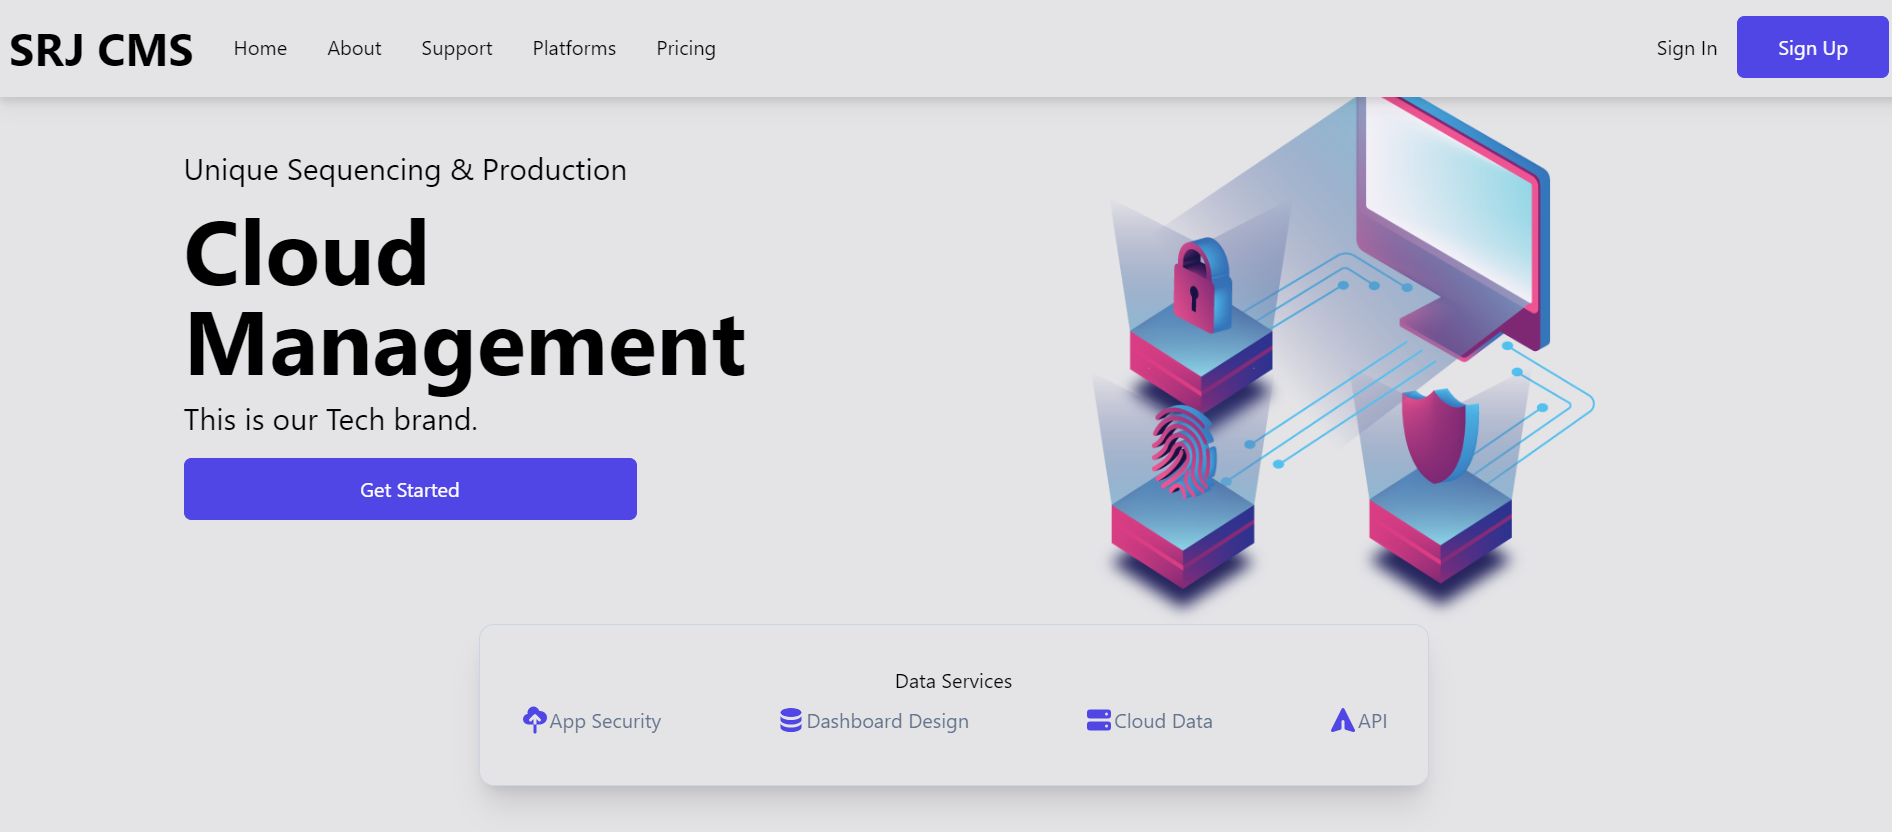 SRJ CMS Home About Support Platforms Pricing Sign In Sign Up
Unique Sequencing & Production
Cloud
Management
This is our Tech brand.
Get Started
Data Services
App Security Dashboard Design Cloud Data API